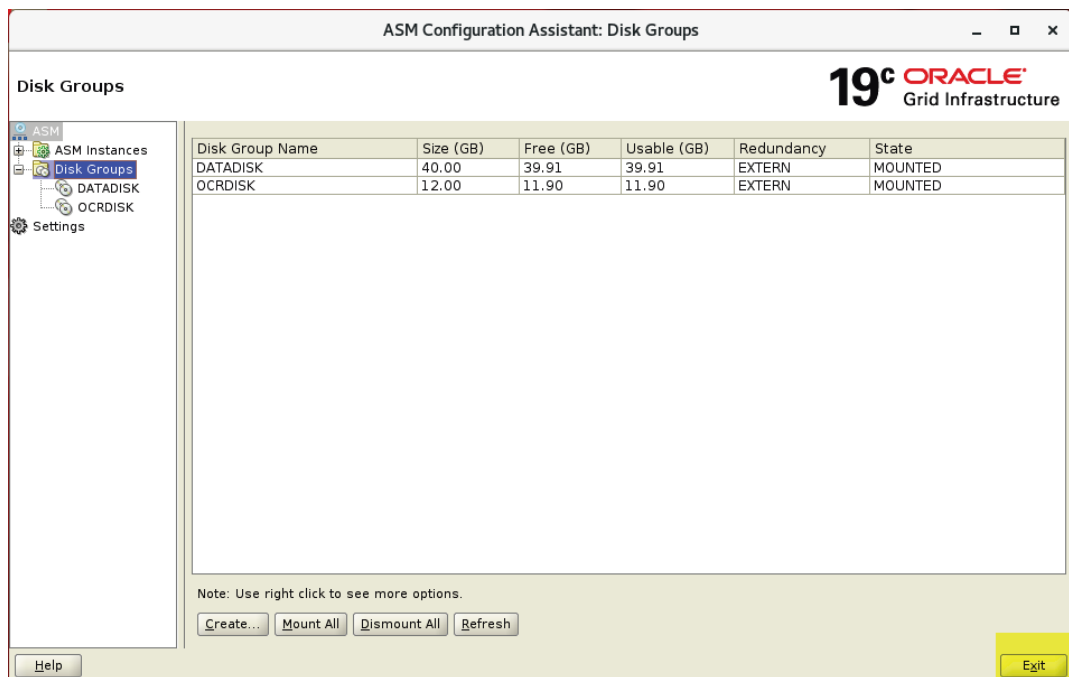 ASM Configuration Assistant: Disk Groups
Disk Groups
19c ORACLE
Grid Infrastructure
ASM
ASM Instances
Disk Groups
DATADISK
OCRDISK
Settings
Disk Group Name Size (GB) Free (GB) Usable (GB) Redundancy State
DATADISK 40.00 39.91 39.91 EXTERN MOUNTED
OCRDISK 12.00 11.90 11.90 EXTERN MOUNTED
Note: Use right click to see more options.
Create... Mount All Dismount All Refresh
Help Exit